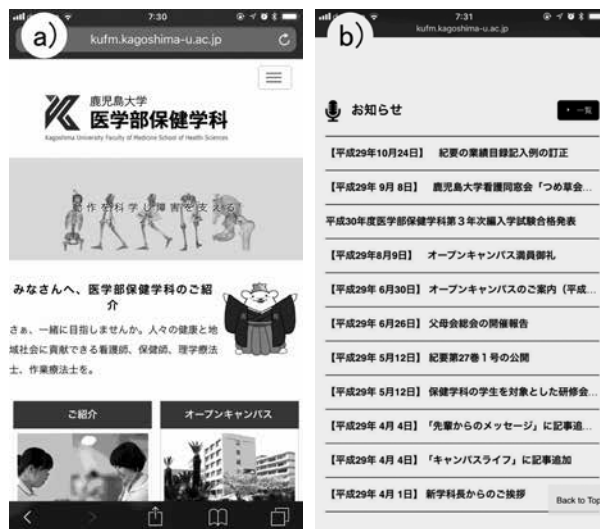 a)
7:30
kufm.kagoshima-u.ac.jp
鹿児島大学
医学部保健学科
Kagoshima University Faculty of Medicine School of Health Sciences
作を科学し障害を支える
みなさんへ、医学部保健学科のご紹
介
さぁ、一緒に目指しませんか。人々の健康と地
域社会に貢献できる看護師、保健師、理学療法
士、作業療法士を。
ご紹介
オープンキャンパス
b)
7:31
kufm.kagoshima-u.ac.jp
お知らせ
一覧
【平成29年10月24日】 紀要の業績目録記入例の訂正
【平成29年 9月 8日】 鹿児島大学看護同窓会「つめ草会...
平成30年度医学部保健学科第３年次編入学試験合格発表
【平成29年8月9日】 オープンキャンパス満員御礼
【平成29年 6月30日】 オープンキャンパスのご案内（平成...
【平成29年 6月26日】 父母会総会の開催報告
【平成29年 5月12日】 紀要第27巻１号の公開
【平成29年 5月12日】 保健学科の学生を対象とした研修会...
【平成29年 4月 4日】 「先輩からのメッセージ」に記事追...
【平成29年 4月 4日】 「キャンパスライフ」に記事追加
【平成29年 4月 1日】 新学科長からのご挨拶
Back to Top